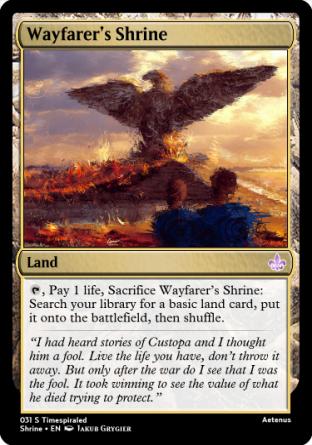 Wayfarer's Shrine
Land
, Pay 1 life, Sacrifice Wayfarer's Shrine:
Search your library for a basic land card, put
it onto the battlefield, then shuffle.
“I had heard stories of Custopa and I thought
him a fool. Live the life you have, don't throw it
away. But only after the war do I see that I was
the fool. It took winning to see the value of what
he died trying to protect.”
031 S Timespiraled
Aetenus
Shrine • EN Jakub Grygier